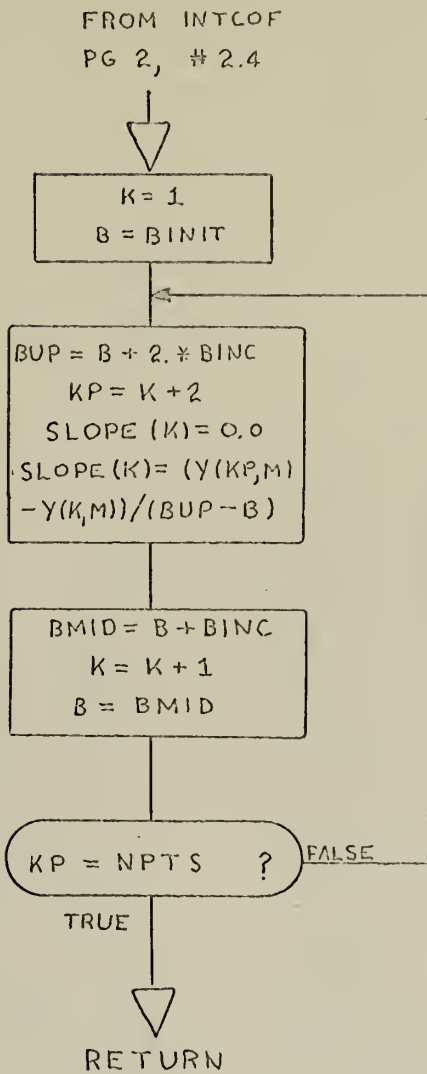 FROM INTCOF
PG 2, # 2.4
K = 1
B = BINIT
BUP = B + 2. * BINC
KP = K + 2
SLOPE (K) = 0.0
SLOPE (K) = (Y(KP,M)
-Y(K,M))/(BUP-B)
BMID = B + BINC
K = K + 1
B = BMID
KP = NPTS ?
FALSE
TRUE
RETURN